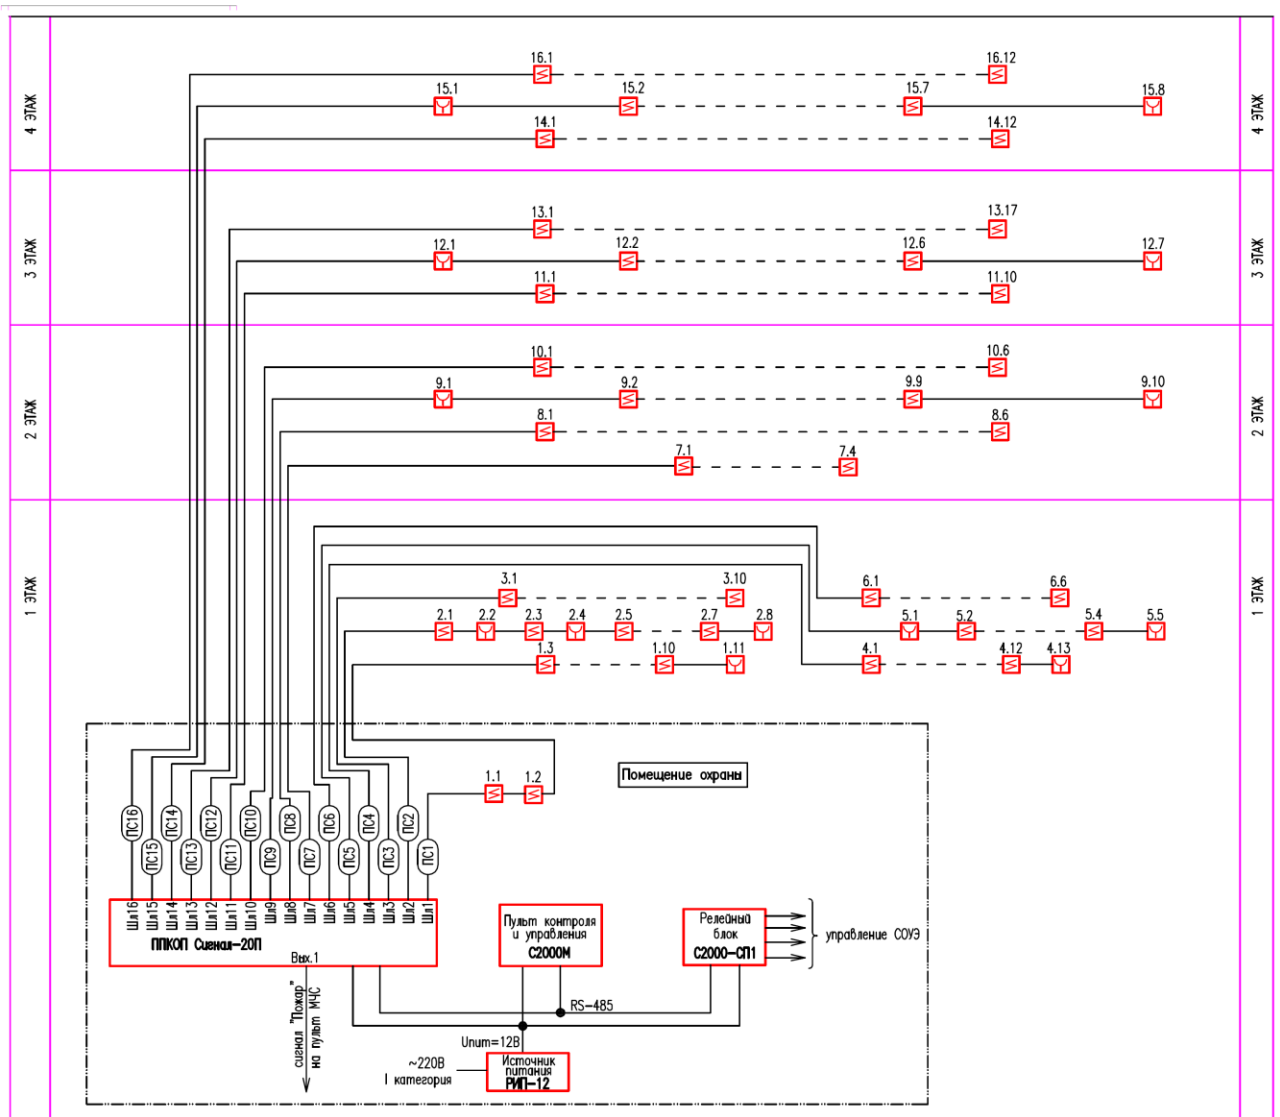 16.1 16.12
15.1 15.2 15.7 15.8
4 ЭТАЖ 4 ЭТАЖ
14.1 14.12
13.1 13.17
12.1 12.2 12.6 12.7
3 ЭТАЖ 3 ЭТАЖ
11.1 11.10
10.1 10.6
9.1 9.2 9.9 9.10
2 ЭТАЖ 2 ЭТАЖ
8.1 8.6
7.1 7.4
3.1 3.10 6.1 6.6
1 ЭТАЖ 1 ЭТАЖ
2.1 2.2 2.3 2.4 2.5 2.7 2.8 5.1 5.2 5.4 5.5
1.3 1.10 1.11 4.1 4.12 4.13
Помещение охраны
1.1 1.2
ПС16 ПС14 ПС12 ПС10 ПС8 ПС6 ПС4 ПС2
ПС15 ПС13 ПС11 ПС9 ПС7 ПС5 ПС3 ПС1
Шл16 Шл15 Шл14 Шл13 Шл12 Шл11 Шл10 Шл9 Шл8 Шл7 Шл6 Шл5 Шл4 Шл3 Шл2 Шл1
ППКОП Сигнал-20П
Вых.1
Пульт контроля
и управления
С2000М
Релейный
блок
С2000-СП1
управление СОУЭ
RS-485
сигнал "Пожар"
на пульт МЧС
Uпит=12В
~220В
I категория
Источник
питания
РИП-12